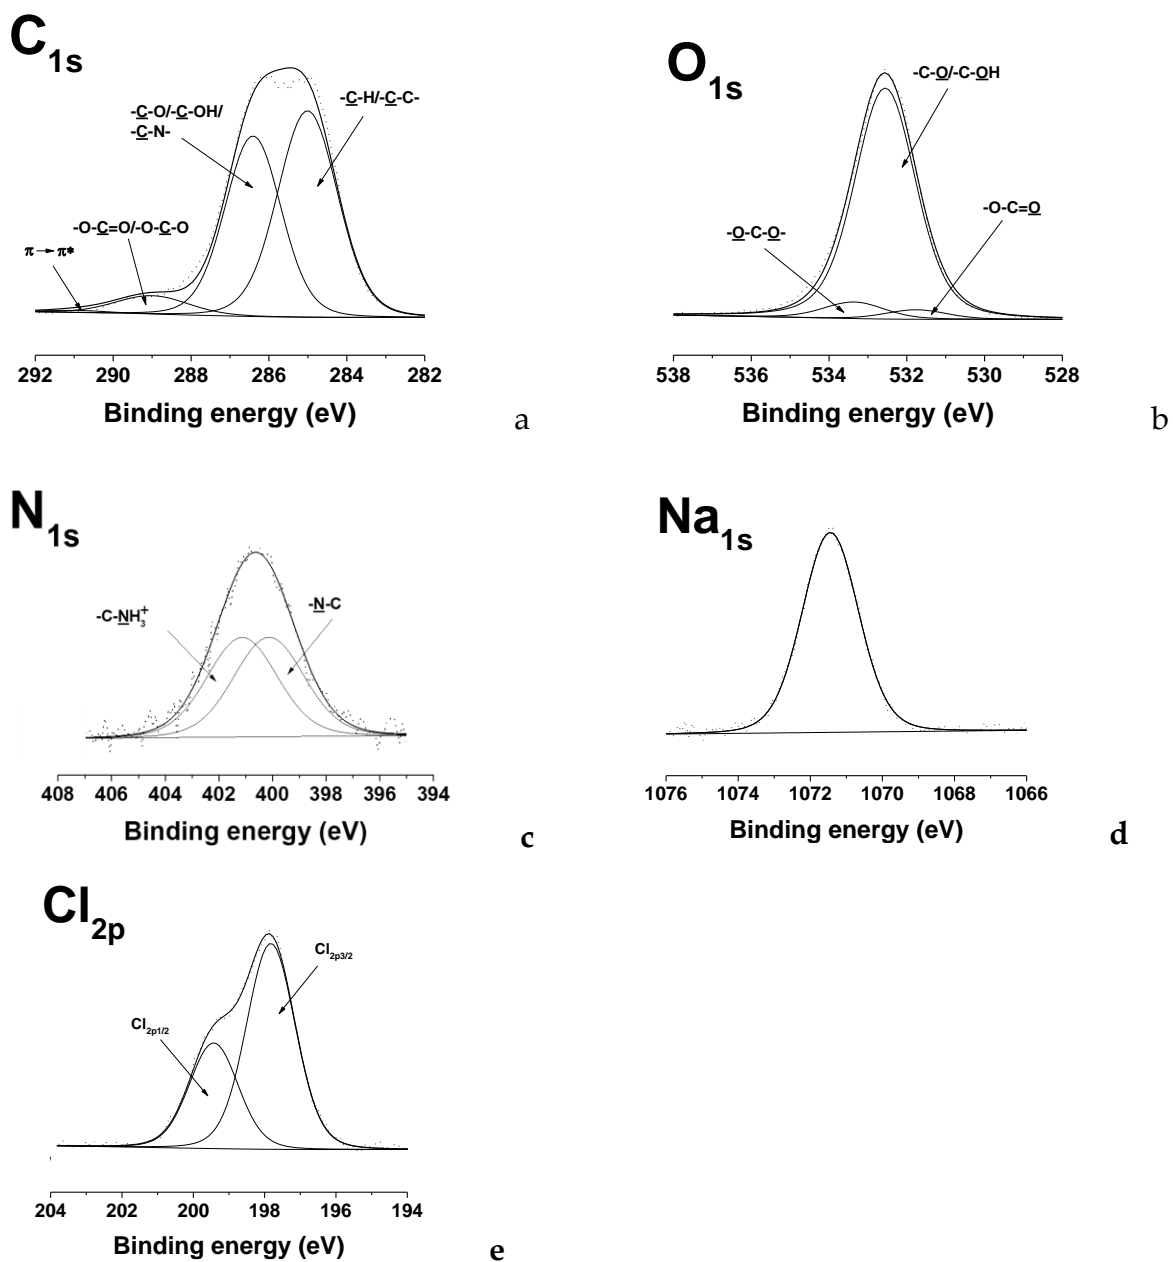 C1s
-C-O/-C-OH/
-C-N-
-C-H/-C-C-
-O-C=O/-O-C-O
π→π*
292 290 288 286 284 282
Binding energy (eV)
a
O1s
-C-O/-C-OH
-O-C=O
-O-C-O-
538 536 534 532 530 528
Binding energy (eV)
b
N1s
-C-NH3+
-N-C
408 406 404 402 400 398 396 394
Binding energy (eV)
c
Na1s
1076 1074 1072 1070 1068 1066
Binding energy (eV)
d
Cl2p
Cl2p3/2
Cl2p1/2
204 202 200 198 196 194
Binding energy (eV)
e